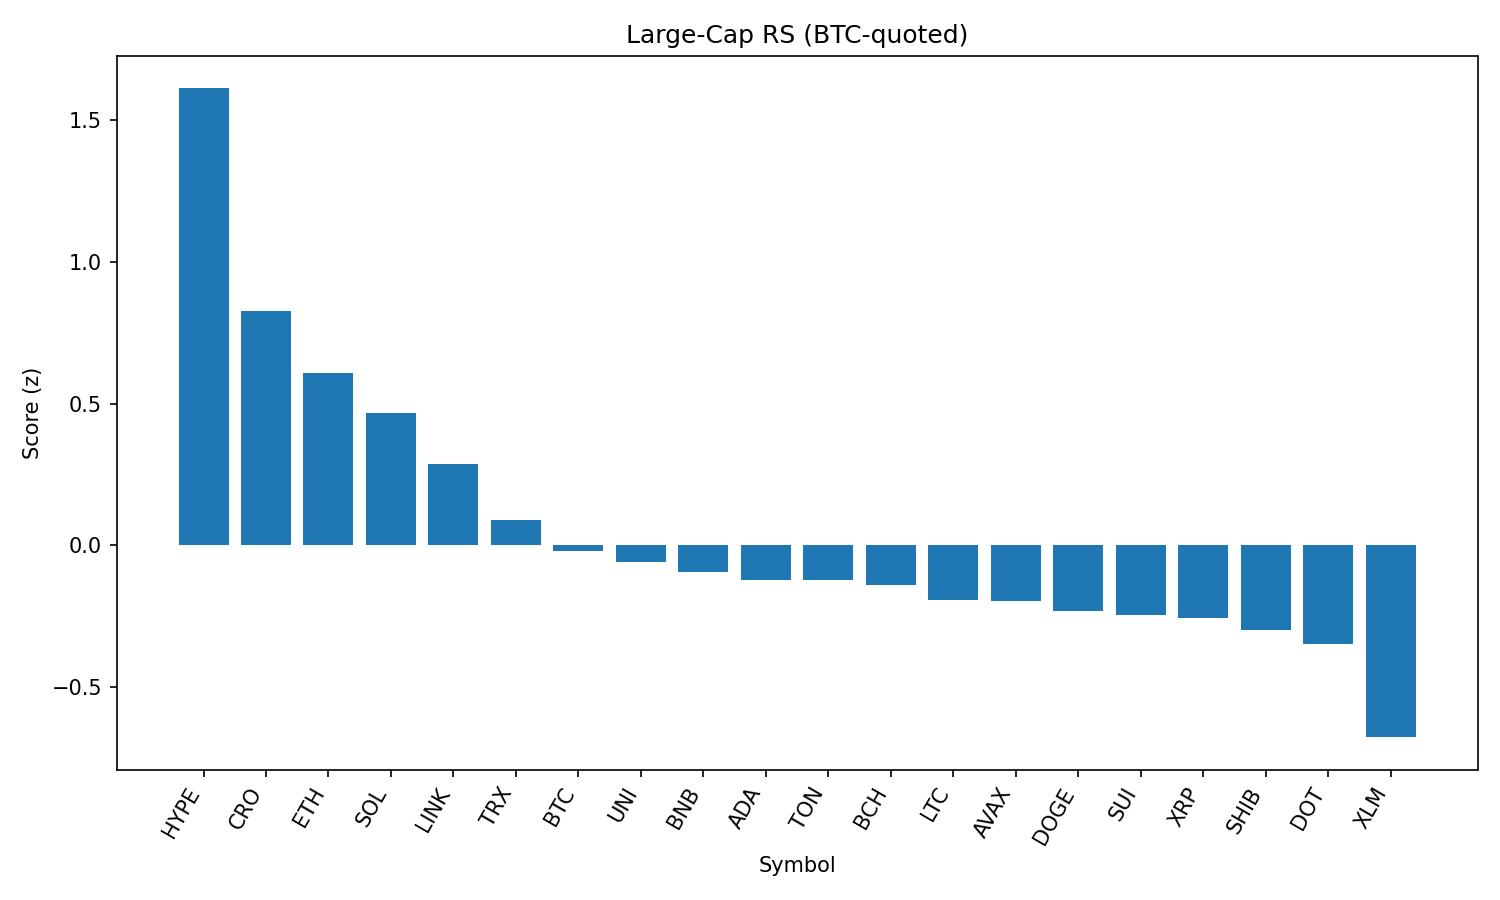 Large-Cap RS (BTC-quoted)
Score (z)
1.5
1.0
0.5
0.0
−0.5
HYPE
CRO
ETH
SOL
LINK
TRX
BTC
UNI
BNB
ADA
TON
BCH
LTC
AVAX
DOGE
SUI
XRP
SHIB
DOT
XLM
Symbol